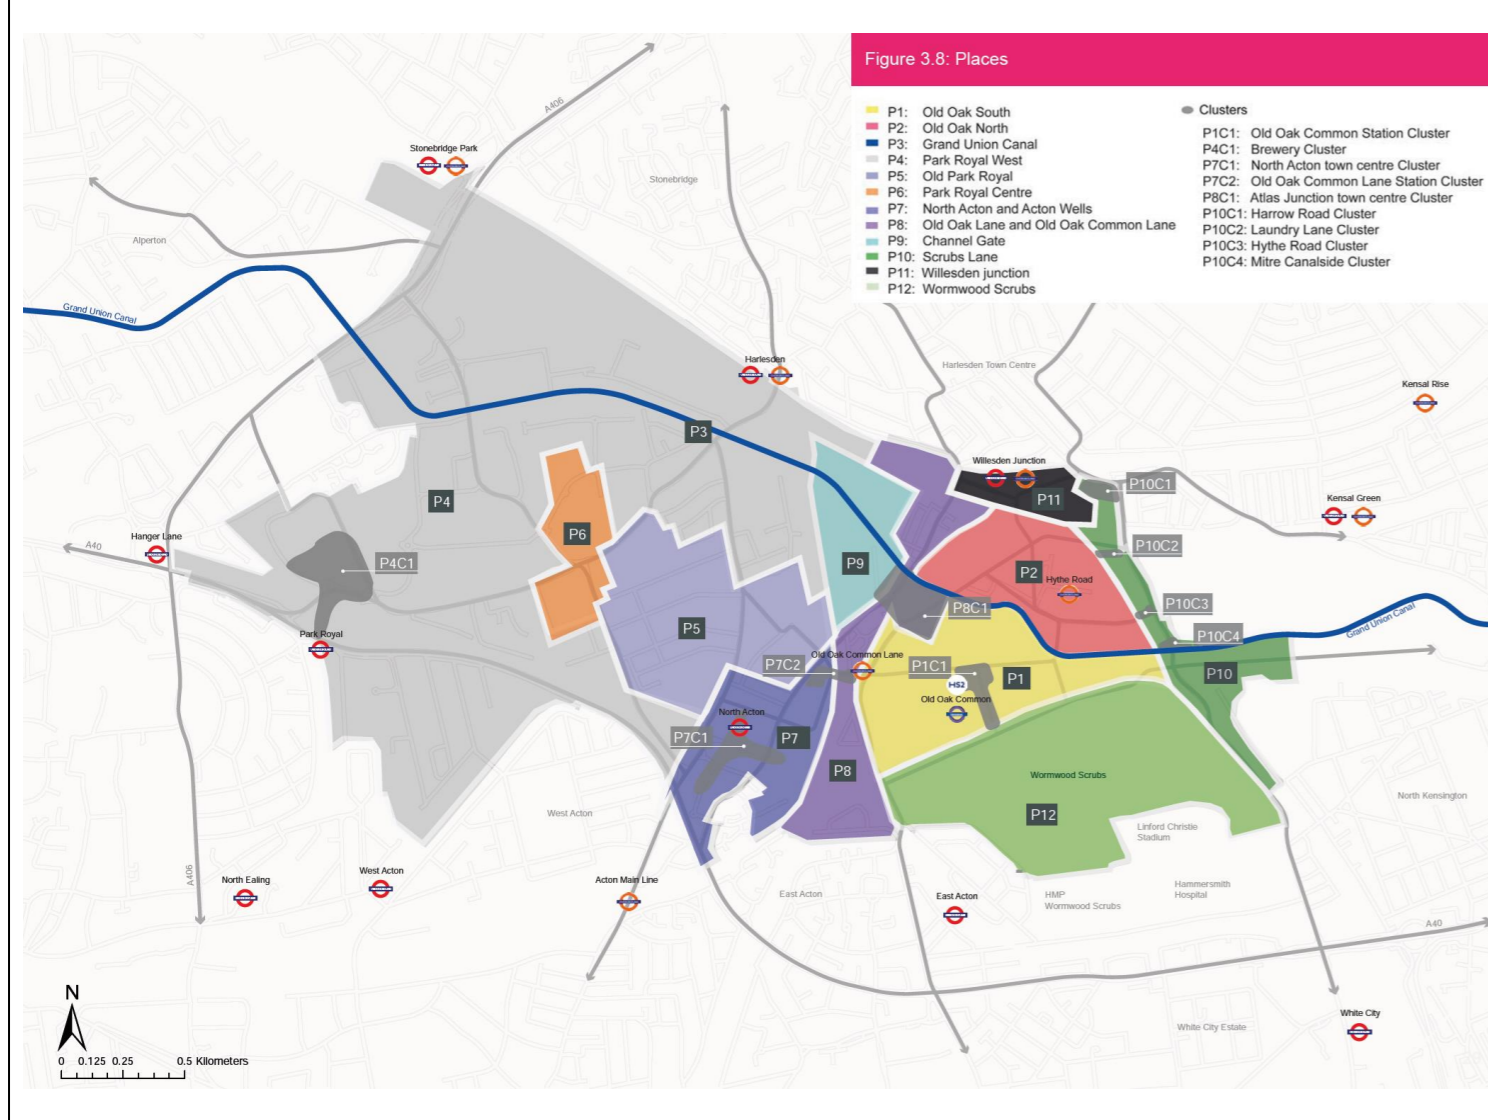 Figure 3.8: Places
P1: Old Oak South
P2: Old Oak North
P3: Grand Union Canal
P4: Park Royal West
P5: Old Park Royal
P6: Park Royal Centre
P7: North Acton and Acton Wells
P8: Old Oak Lane and Old Oak Common Lane
P9: Channel Gate
P10: Scrubs Lane
P11: Willesden junction
P12: Wormwood Scrubs
Clusters
P1C1: Old Oak Common Station Cluster
P4C1: Brewery Cluster
P7C1: North Acton town centre Cluster
P7C2: Old Oak Common Lane Station Cluster
P8C1: Atlas Junction town centre Cluster
P10C1: Harrow Road Cluster
P10C2: Laundry Lane Cluster
P10C3: Hythe Road Cluster
P10C4: Mitre Canalside Cluster
A406
Stonebridge Park
Stonebridge
Alperton
Grand Union Canal
Harlesden
Harlesden Town Centre
Kensal Rise
P3
Willesden Junction
P11
P10C1
P4
Kensal Green
Hanger Lane
A40
P6
P10C2
P4C1
P9
P2
Hythe Road
P8C1
P10C3
Grand Union Canal
Park Royal
P5
P10C4
Old Oak Common Lane
P7C2
P1C1
HS2
P1
P10
Old Oak Common
North Acton
P7C1
P7
P8
Wormwood Scrubs
P12
North Kensington
West Acton
Linford Christie
Stadium
A406
North Ealing
West Acton
Acton Main Line
East Acton
East Acton
HMP
Wormwood Scrubs
Hammersmith
Hospital
A40
N
White City
White City Estate
0 0.125 0.25 0.5 Kilometers